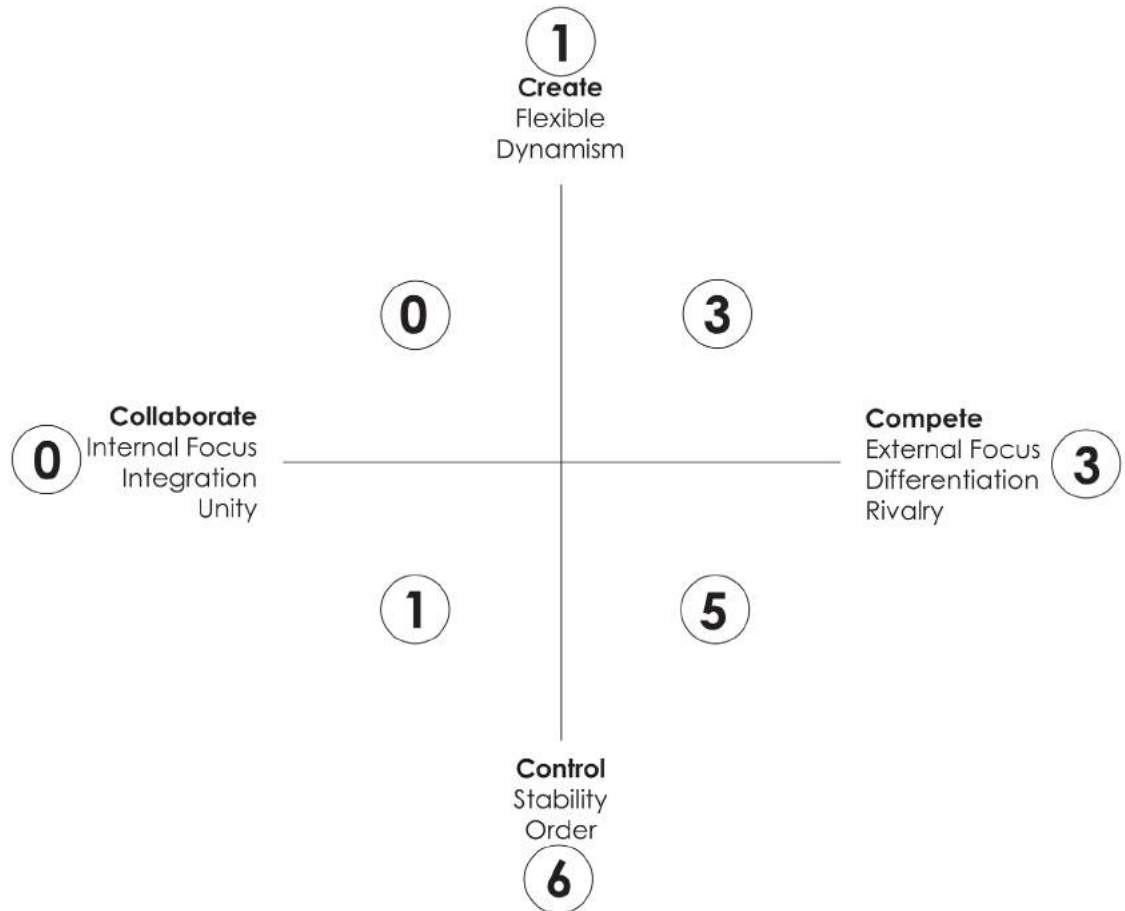 1
Create
Flexible
Dynamism
0
3
Collaborate
Internal Focus
Integration
Unity
0
Compete
External Focus
Differentiation
Rivalry
3
1
5
Control
Stability
Order
6